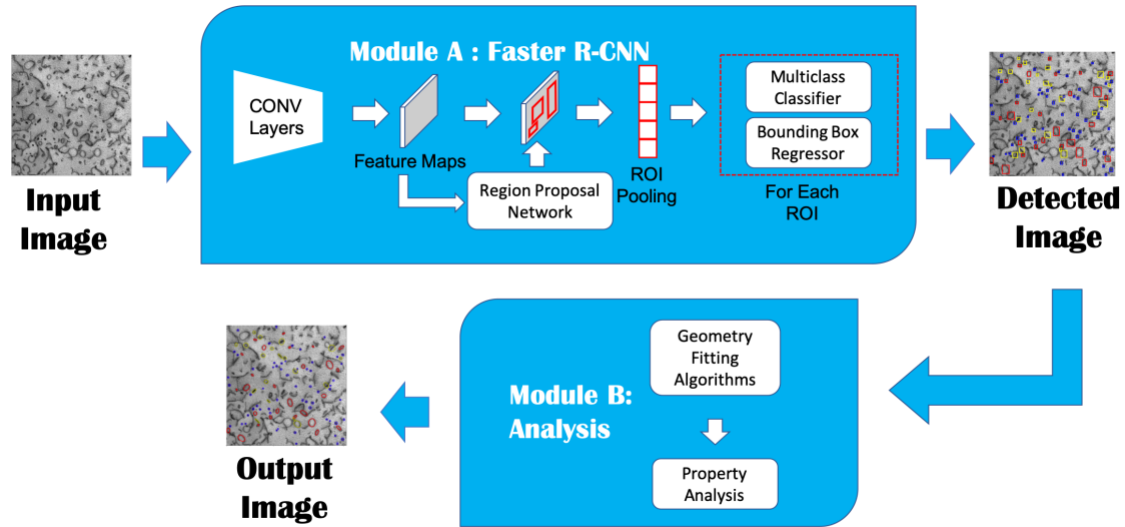 Module A : Faster R-CNN
CONV
Layers
Feature Maps
Region Proposal
Network
ROI
Pooling
Multiclass
Classifier
Bounding Box
Regressor
For Each
ROI
Input
Image
Detected
Image
Geometry
Fitting
Algorithms
Module B:
Analysis
Property
Analysis
Output
Image